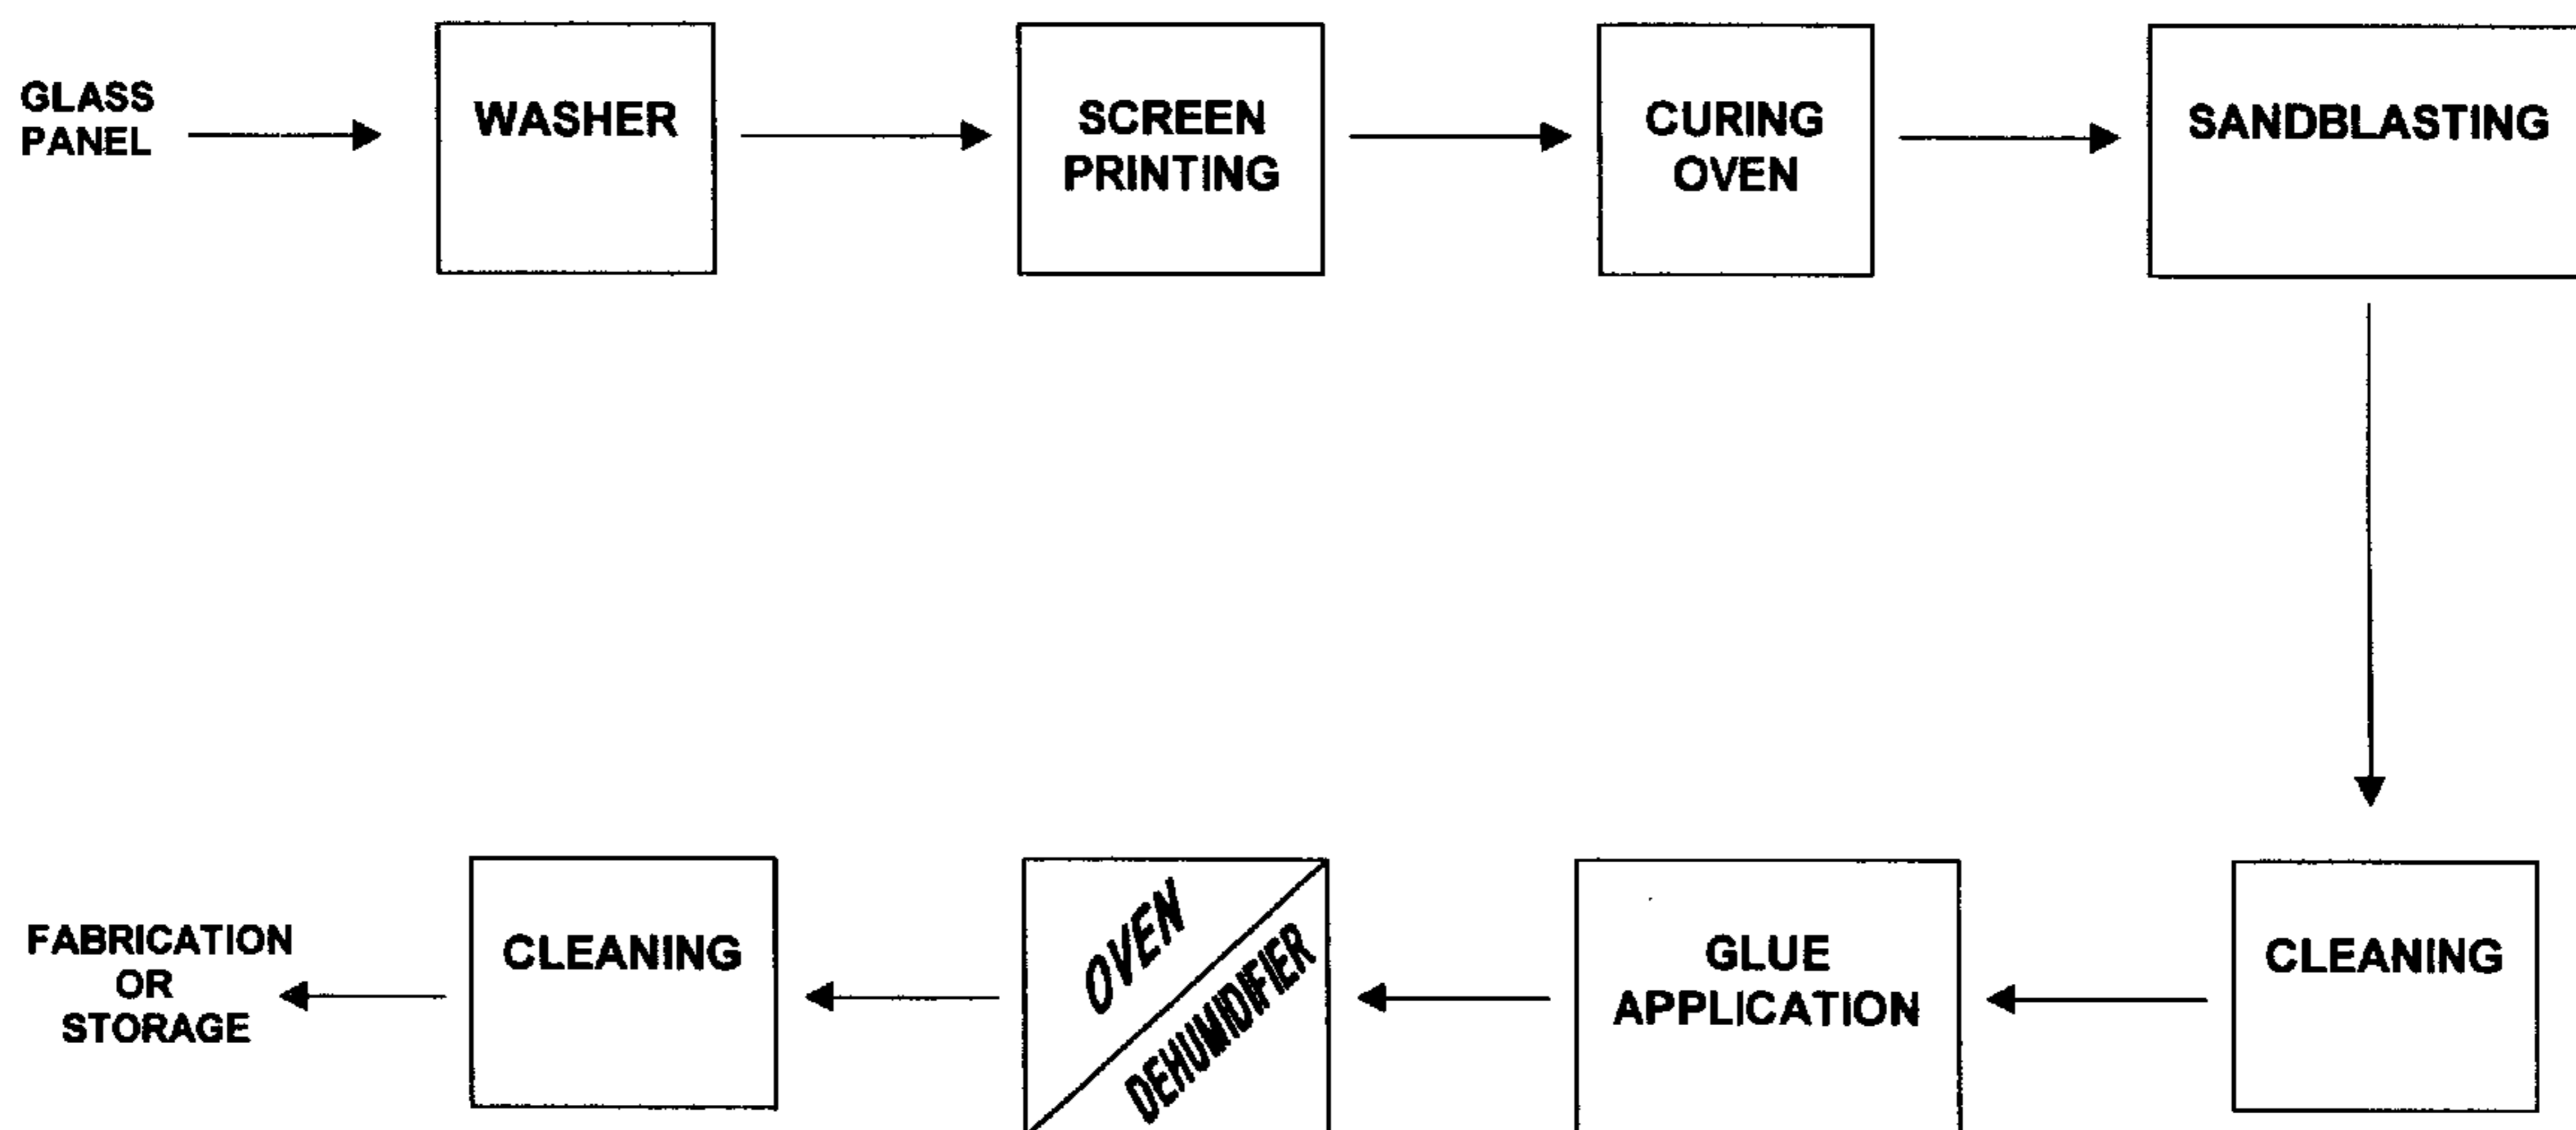 GLASS
PANEL
WASHER
SCREEN
PRINTING
CURING
OVEN
SANDBLASTING
CLEANING
GLUE
APPLICATION
OVEN
DEHUMIDIFIER
CLEANING
FABRICATION
OR
STORAGE